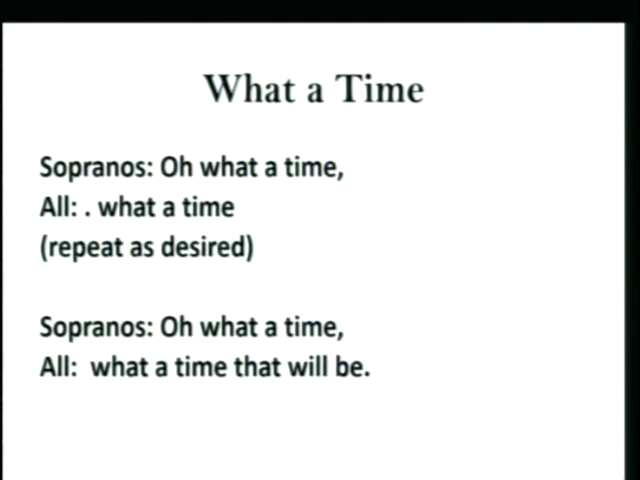 What a Time
Sopranos: Oh what a time,
All: . what a time
(repeat as desired)
Sopranos: Oh what a time,
All:  what a time that will be.